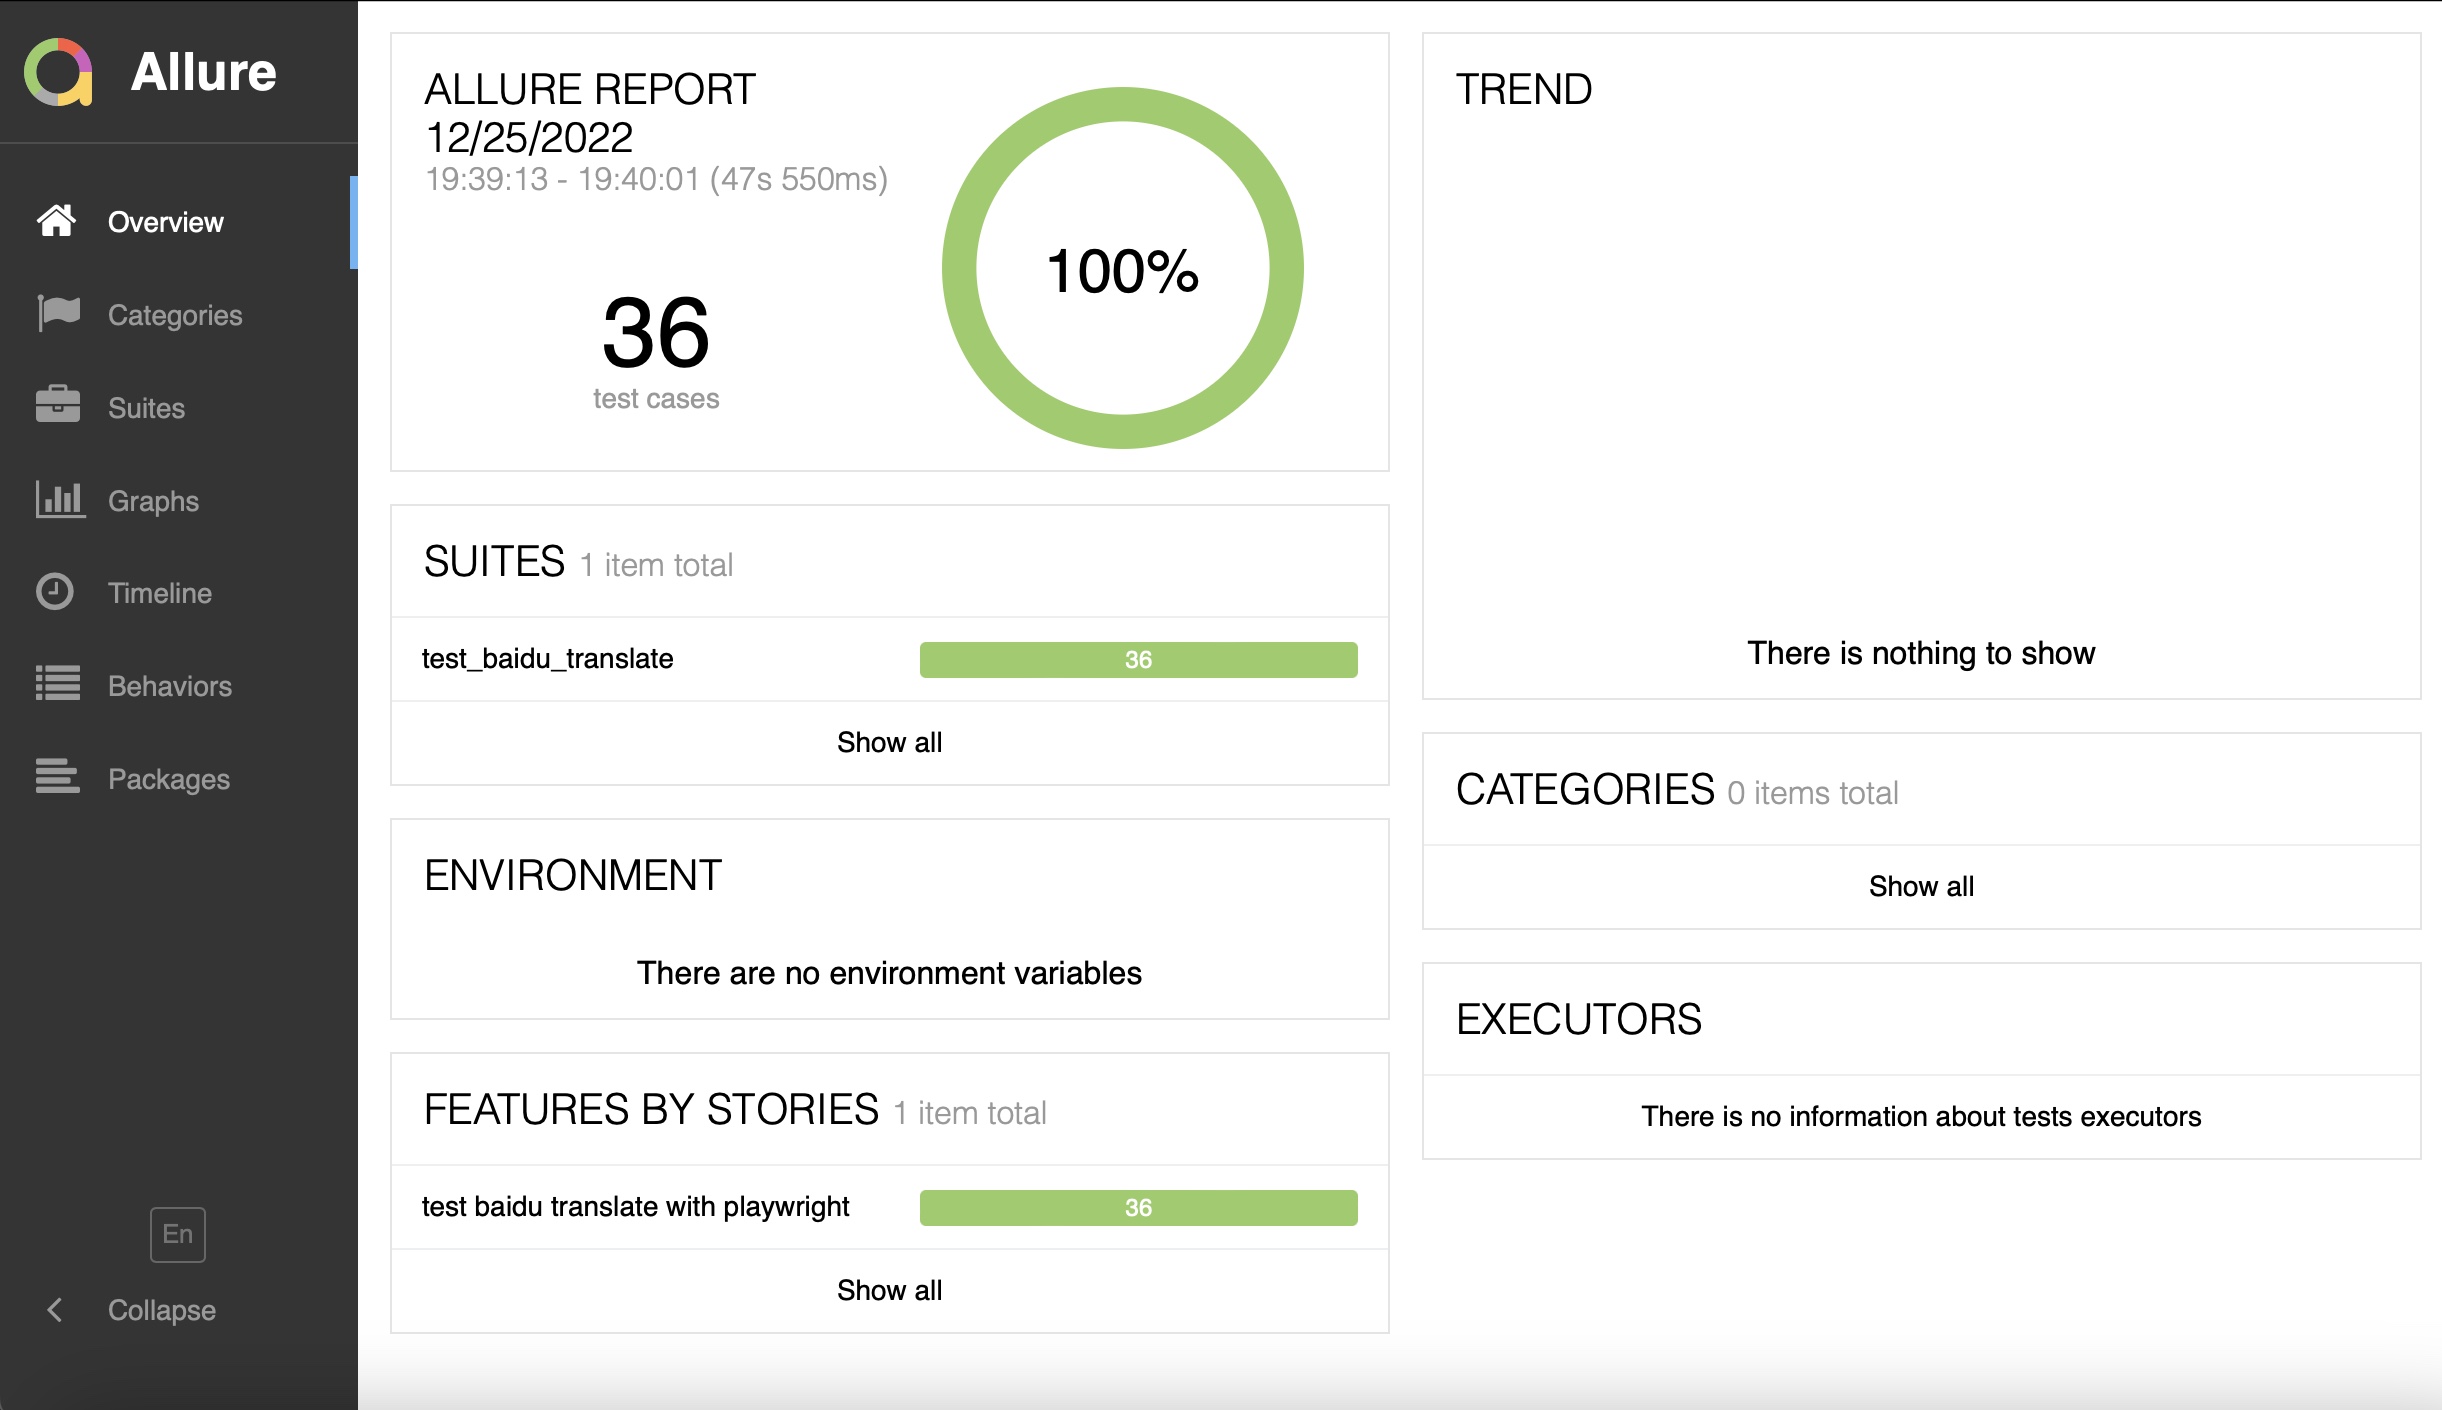 Allure
Overview
Categories
Suites
Graphs
Timeline
Behaviors
Packages
En
Collapse
ALLURE REPORT
12/25/2022
19:39:13 - 19:40:01 (47s 550ms)
36
test cases
100%
SUITES 1 item total
test_baidu_translate 36
Show all
ENVIRONMENT
There are no environment variables
FEATURES BY STORIES 1 item total
test baidu translate with playwright 36
Show all
TREND
There is nothing to show
CATEGORIES 0 items total
Show all
EXECUTORS
There is no information about tests executors